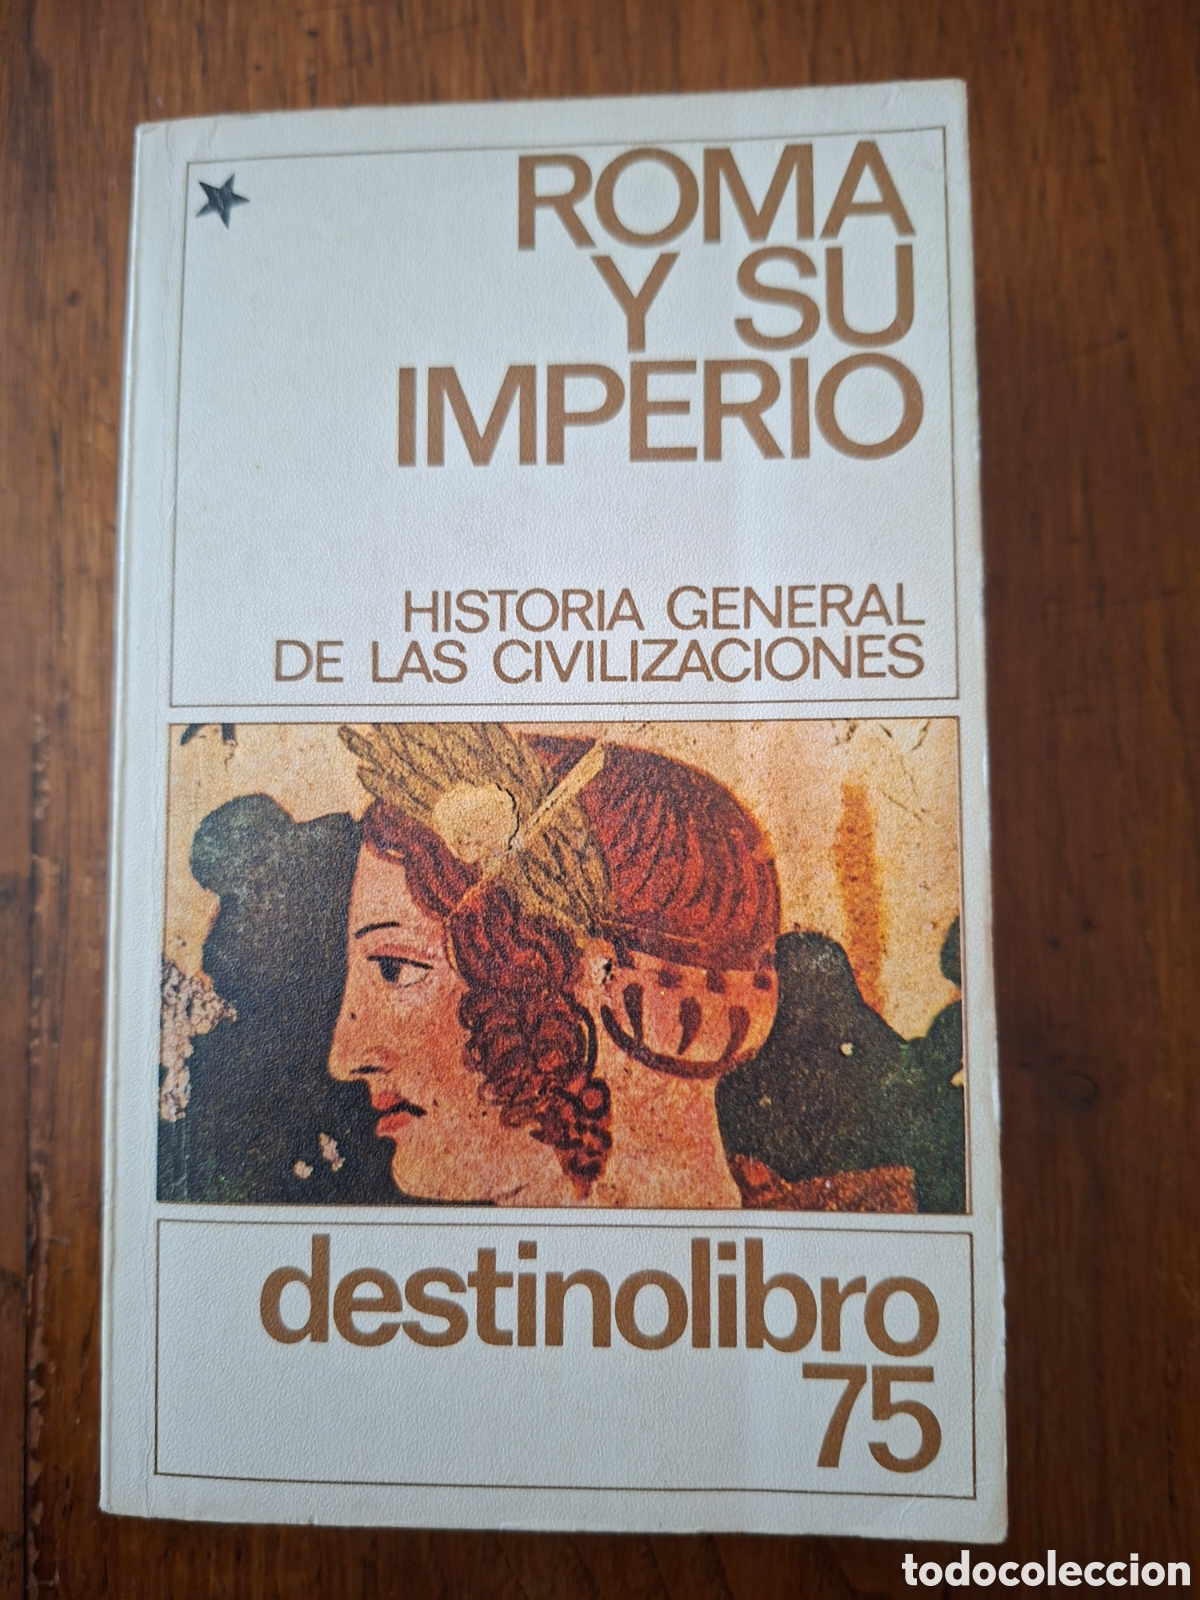 ROMA
Y SU
IMPERIO
HISTORIA GENERAL
DE LAS CIVILIZACIONES
destinolibro
75
todocoleccion